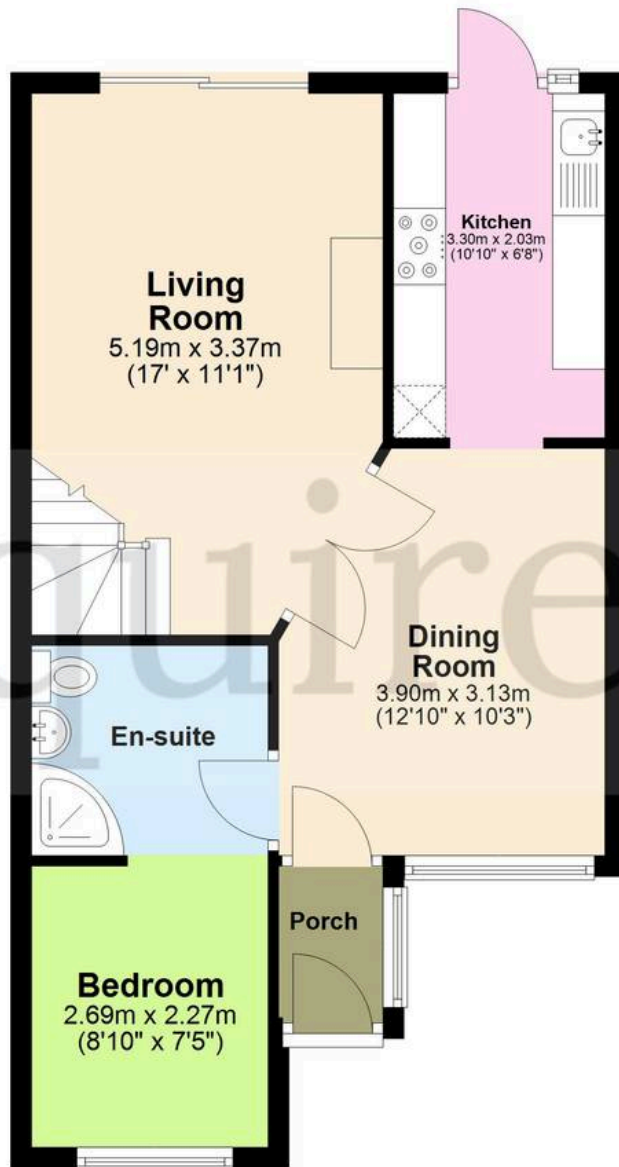 Kitchen
3.30m x 2.03m
(10'10" x 6'8")
Living
Room
5.19m x 3.37m
(17' x 11'1")
Dining
Room
3.90m x 3.13m
(12'10" x 10'3")
En-suite
Porch
Bedroom
2.69m x 2.27m
(8'10" x 7'5")
quire